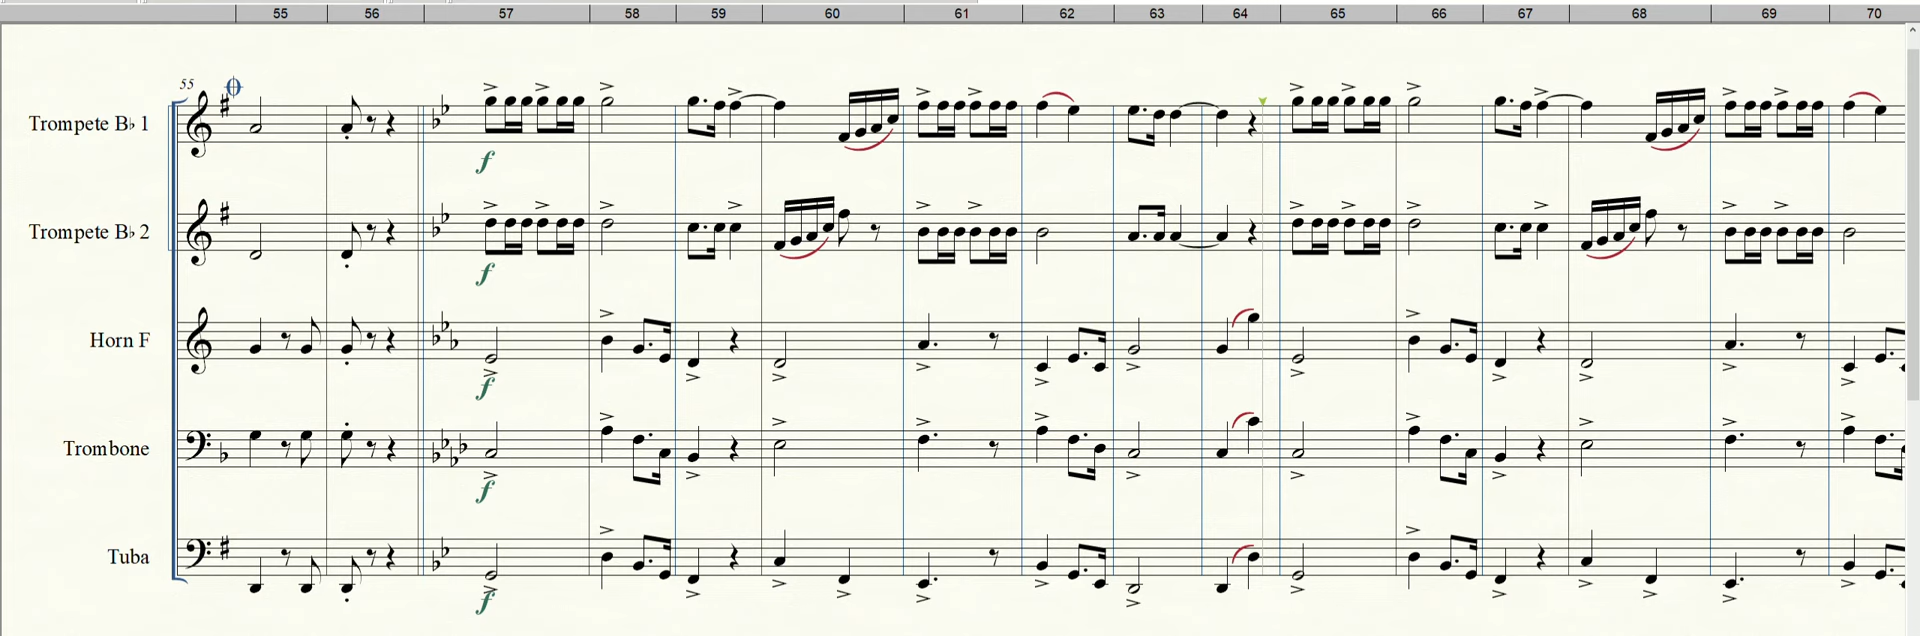 55 56 57 58 59 60 61 62 63 64 65 66 67 68 69 70
55
Trompete B♭ 1
f
Trompete B♭ 2
f
Horn F
f
Trombone
f
Tuba
f